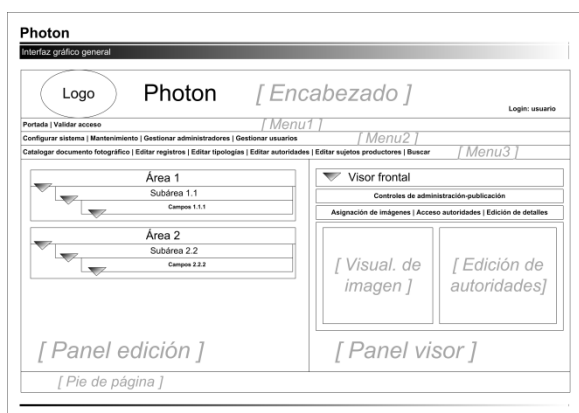 Photon
Interfaz gráfico general
Logo
Photon
[ Encabezado ]
Login: usuario
Portada | Validar acceso
[ Menu1 ]
Configurar sistema | Mantenimiento | Gestionar administradores | Gestionar usuarios
[ Menu2 ]
Catalogar documento fotográfico | Editar registros | Editar tipologías | Editar autoridades | Editar sujetos productores | Buscar
[ Menu3 ]
Área 1
Subárea 1.1
Campos 1.1.1
Área 2
Subárea 2.2
Campos 2.2.2
[ Panel edición ]
Visor frontal
Controles de administración-publicación
Asignación de imágenes | Acceso autoridades | Edición de detalles
[ Visual. de
imagen ]
[ Edición de
autoridades]
[ Panel visor ]
[ Pie de página ]